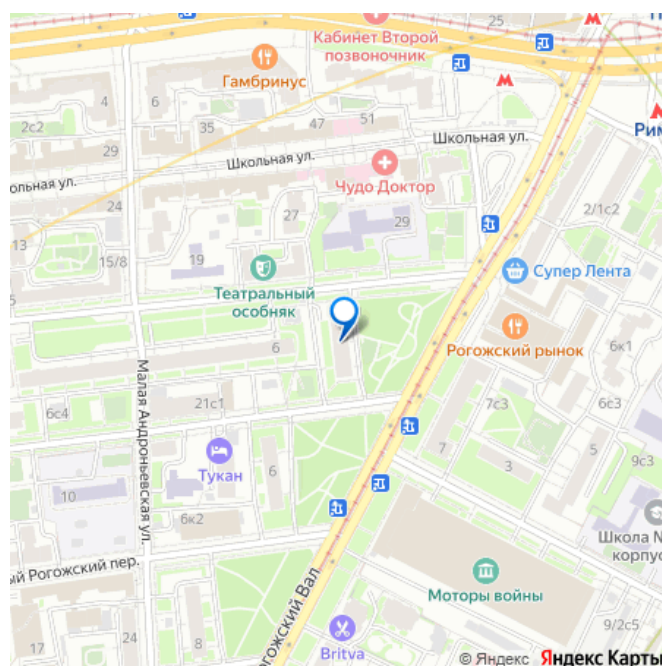 25
Кабинет Второй
позвоночник
Гамбринус
4
6
2с2
35
47
51
29
Школьная ул.
Рим
Школьная ул.
ольная ул.
Чудо Доктор
24
2/1с2
27
29
13
19
15/8
Супер Лента
Театральный
особняк
5
6
Рогожский рынок
6к1
Малая Андроньевская ул.
21с1
7с3
6с3
6с4
5
Тукан
6
3
9с3
10
6к2
Школа №
корпус
ый Рогожский пер.
Моторы войны
огожский Вал
9/2с5
17
8
Britva
© Яндекс Яндекс Карты